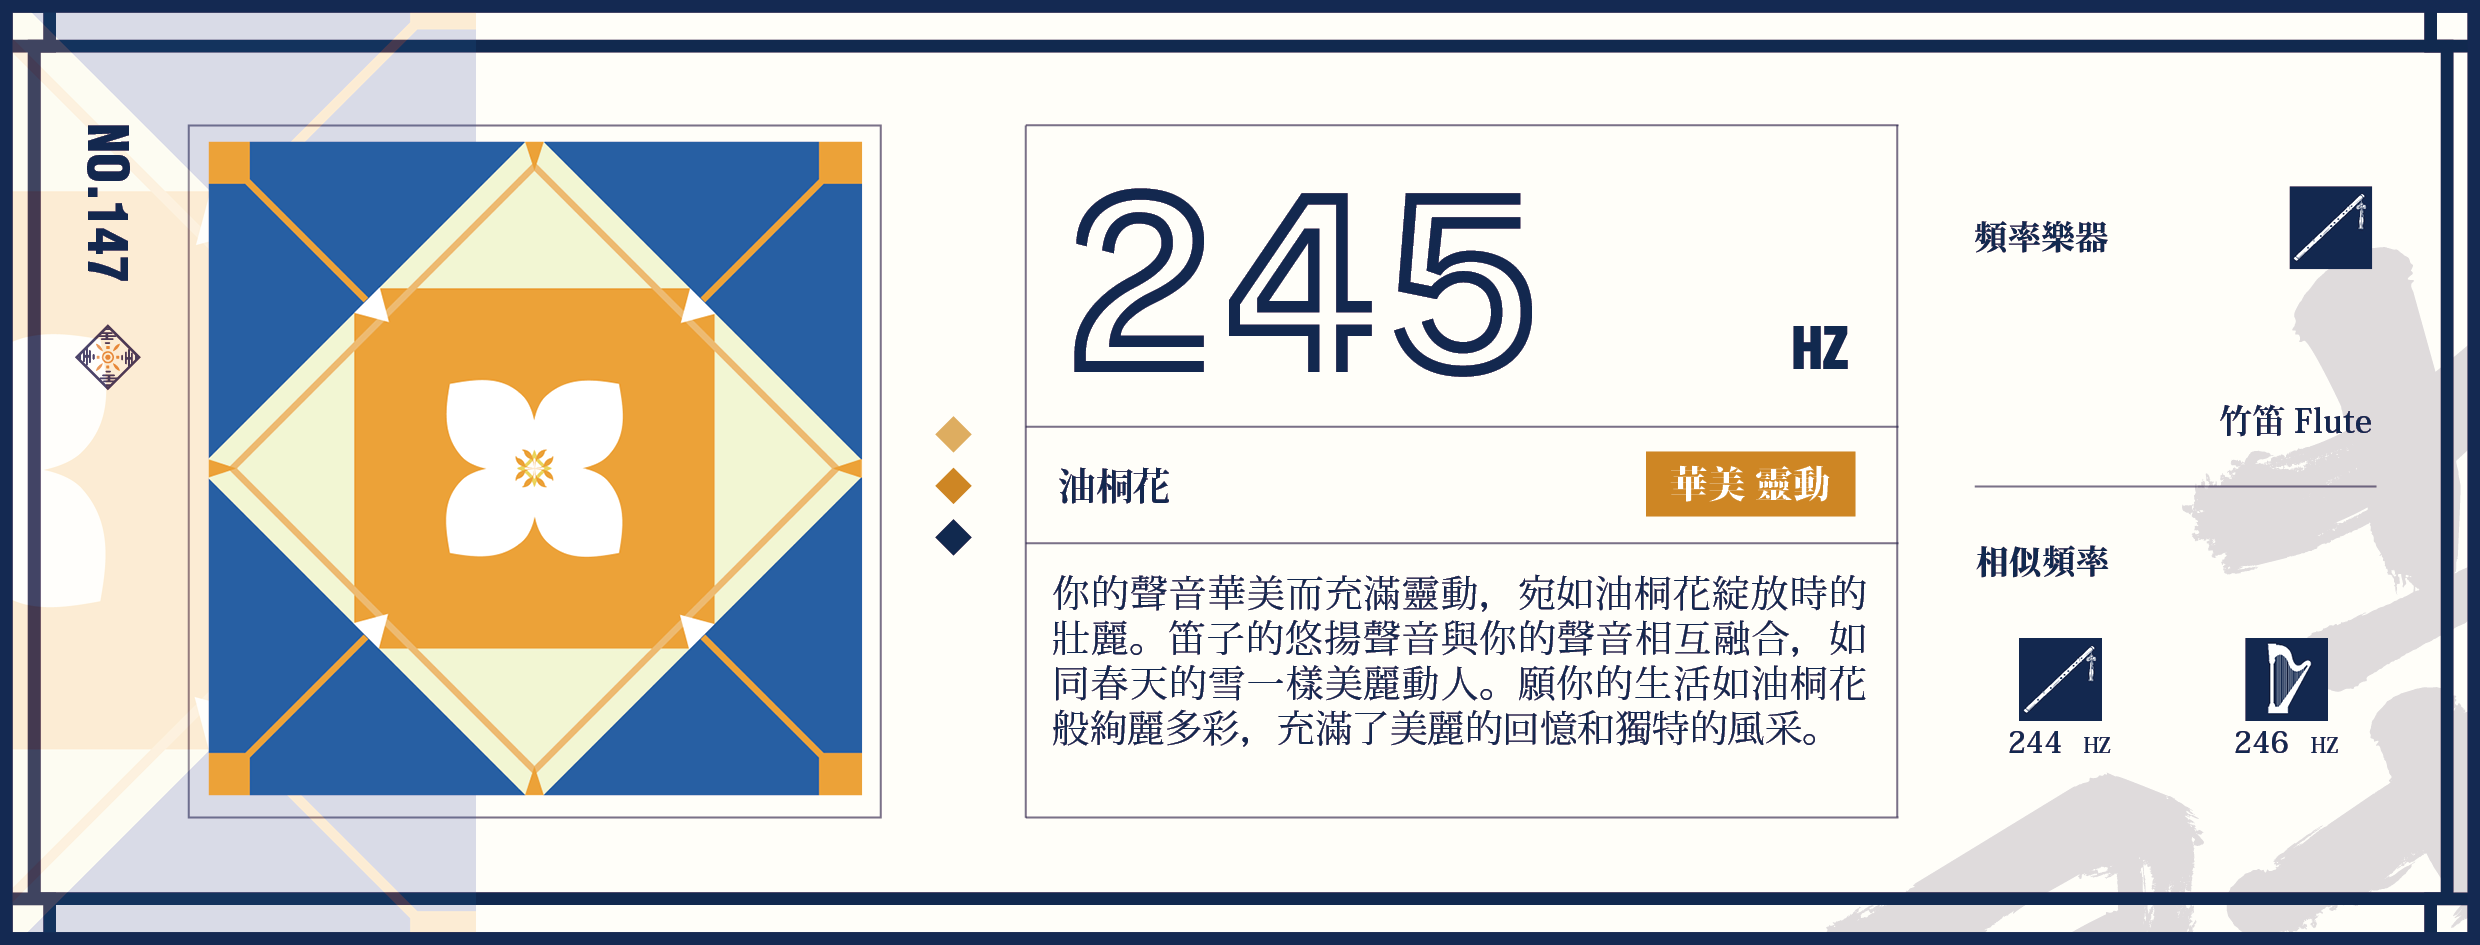 NO.147
245
HZ
油桐花
華美 靈動
你的聲音華美而充滿靈動，宛如油桐花綻放時的
壯麗。笛子的悠揚聲音與你的聲音相互融合，如
同春天的雪一樣美麗動人。願你的生活如油桐花
般絢麗多彩，充滿了美麗的回憶和獨特的風采。
頻率樂器
竹笛 Flute
相似頻率
244 HZ
246 HZ